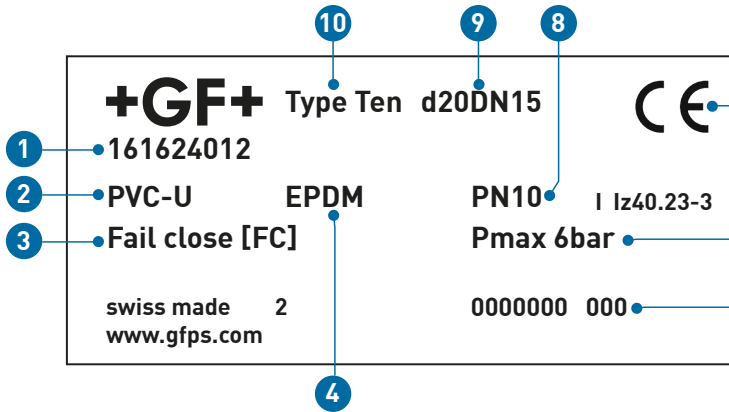 10 9 8
+GF+ Type Ten d20DN15 CE
1 161624012
2 PVC-U EPDM PN10 I Iz40.23-3
3 Fail close [FC] Pmax 6bar
swiss made 2 0000000 000
www.gfps.com
4